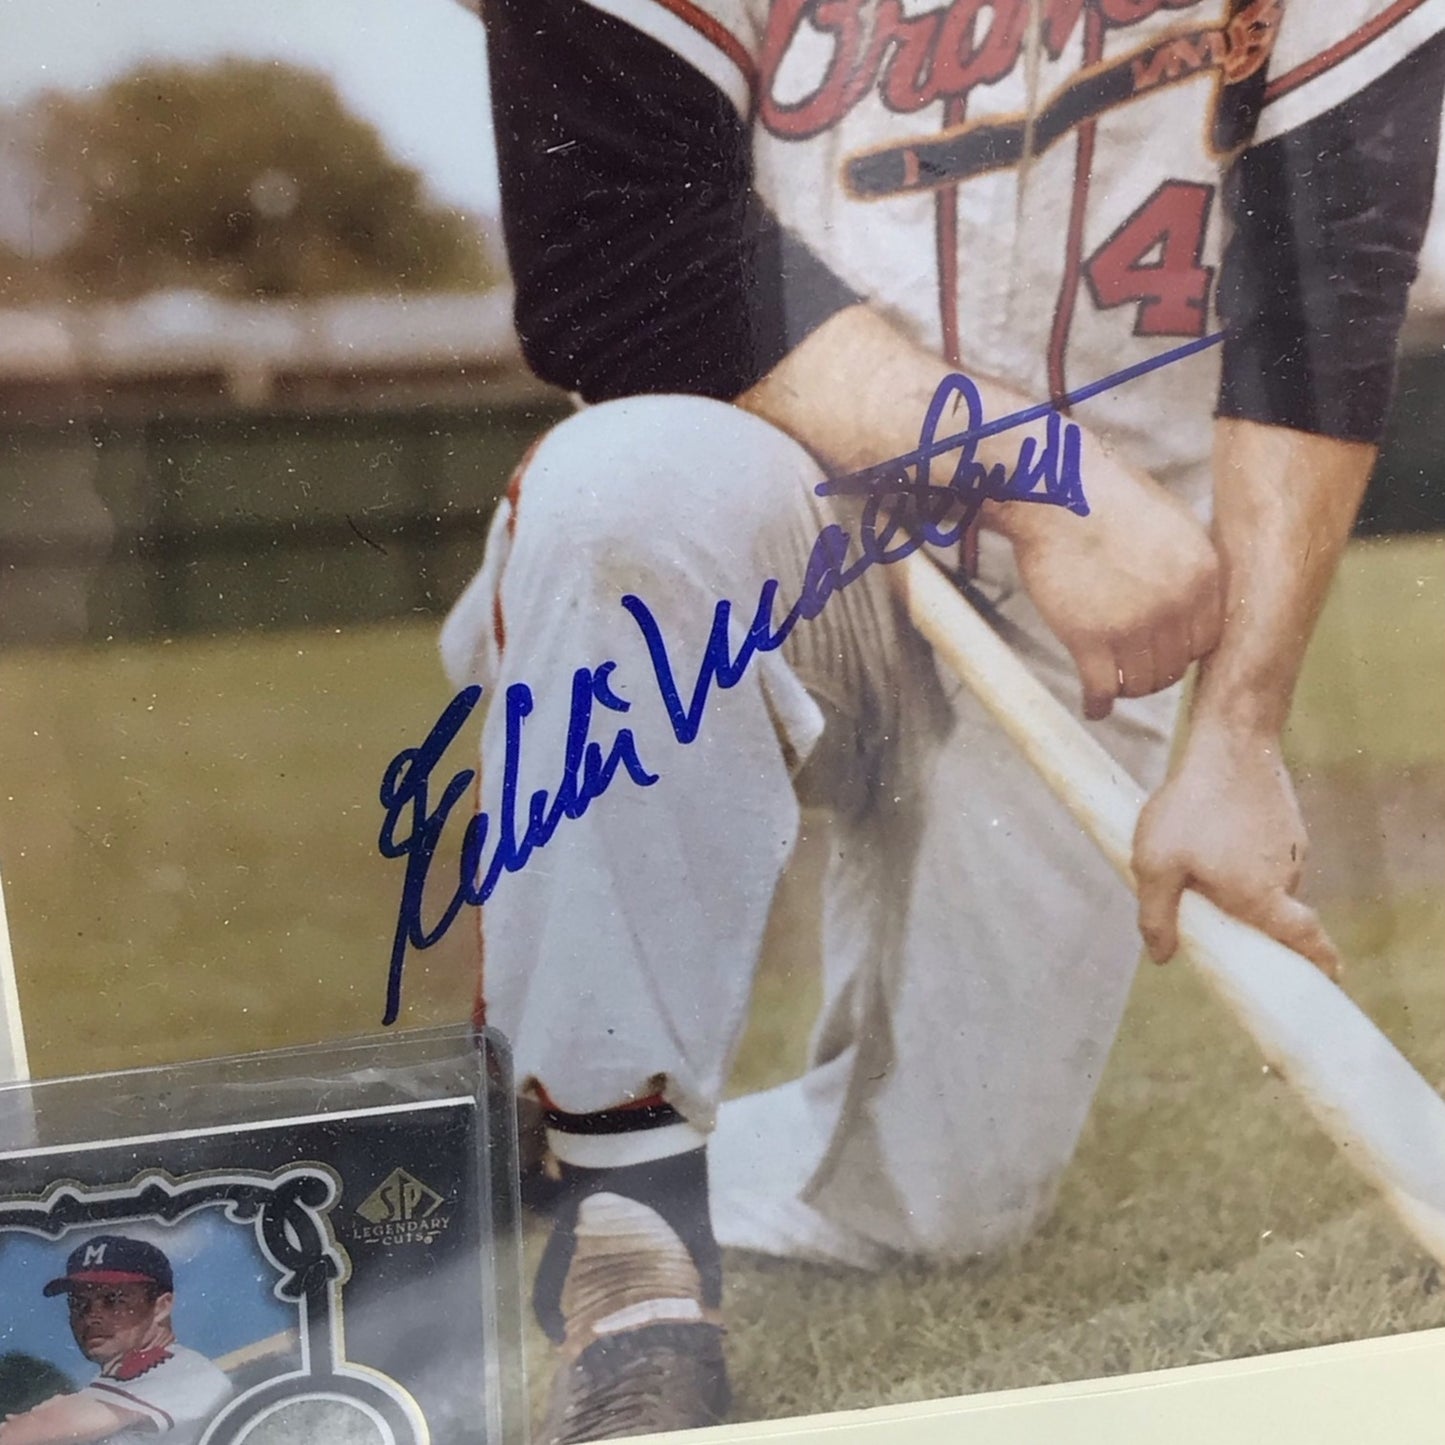 Braves
4
Eddie Mathews
SP
LEGENDARY
CUTS
M